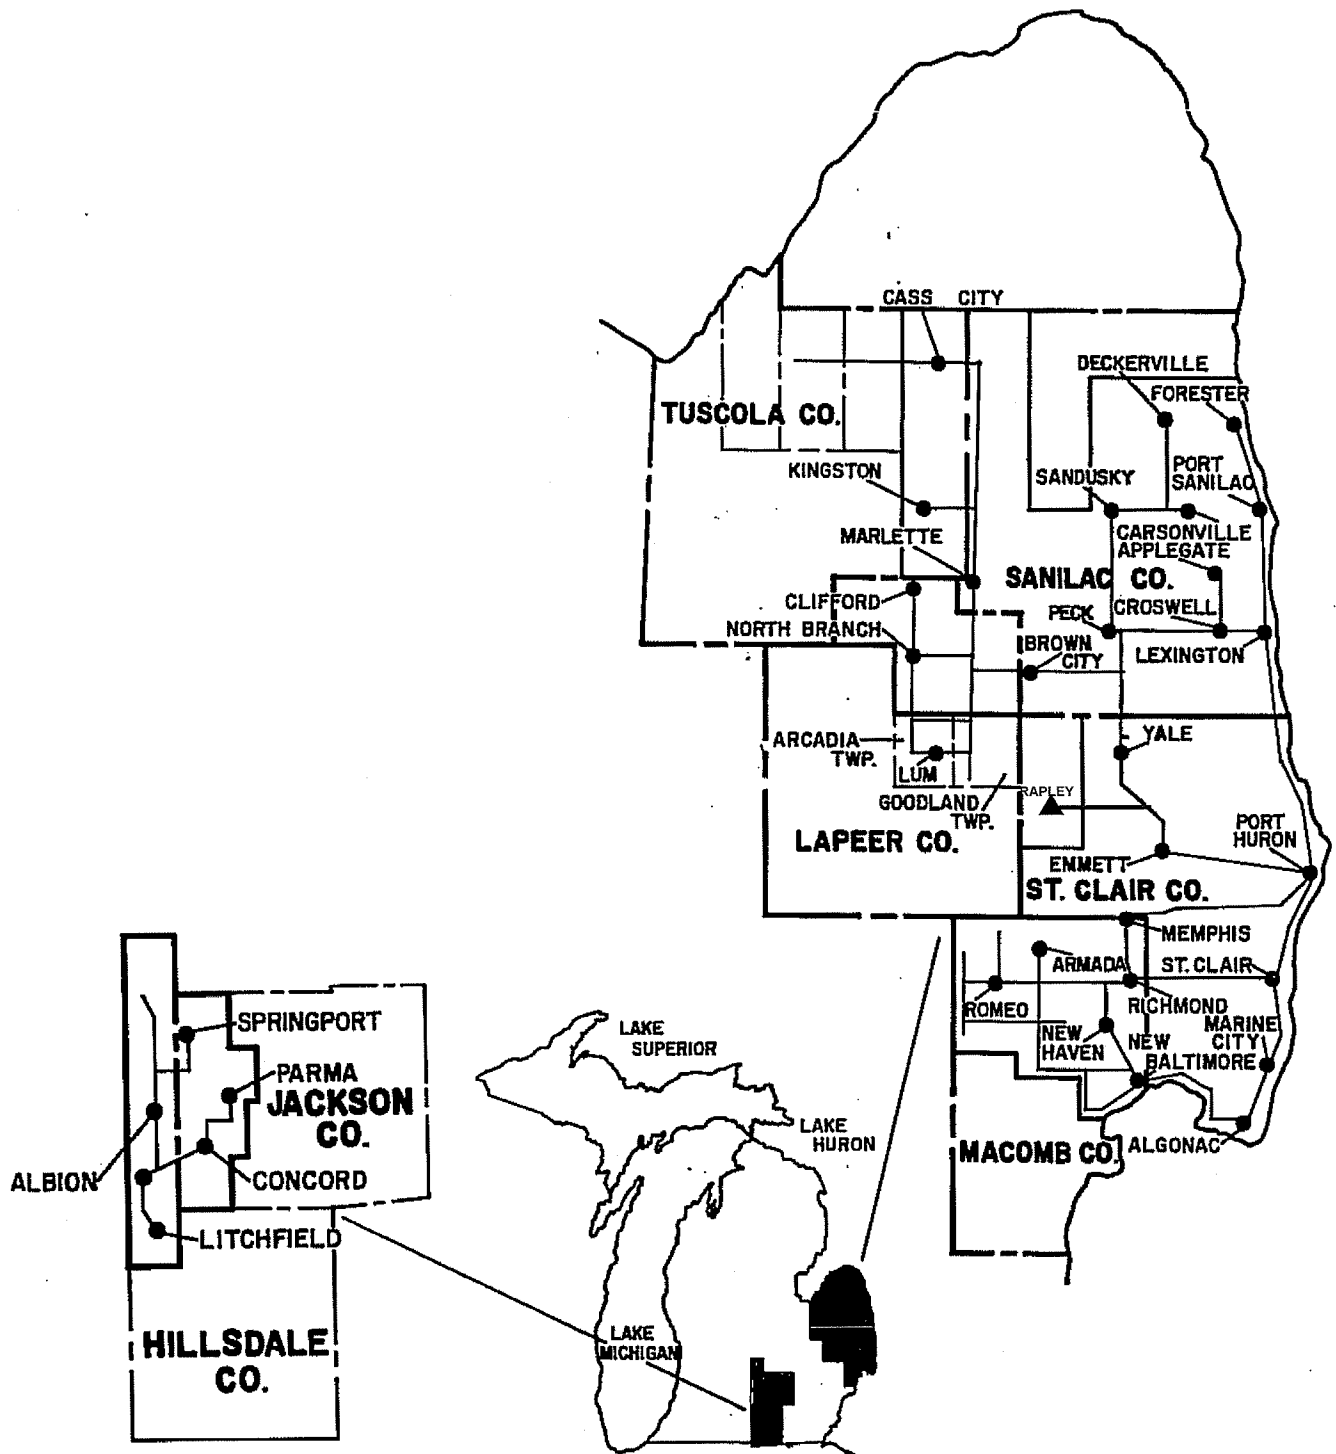 CASS CITY
DECKERVILLE
FORESTER
TUSCOLA CO.
KINGSTON
SANDUSKY
PORT
SANILAC
MARLETTE
CARSONVILLE
APPLEGATE
SANILAC CO.
CLIFFORD
PECK
CROSWELL
NORTH BRANCH
BROWN
CITY
LEXINGTON
ARCADIA
TWP.
YALE
LUM
GOODLAND
TWP.
RAPLEY
LAPEER CO.
PORT
HURON
EMMETT
ST. CLAIR CO.
MEMPHIS
ARMADA
ST. CLAIR
ROMEO
RICHMOND
NEW
HAVEN
MARINE
CITY
NEW
BALTIMORE
MACOMB CO.
ALGONAC
SPRINGPORT
PARMA
JACKSON
CO.
ALBION
CONCORD
LITCHFIELD
HILLSDALE
CO.
LAKE
SUPERIOR
LAKE
HURON
LAKE
MICHIGAN